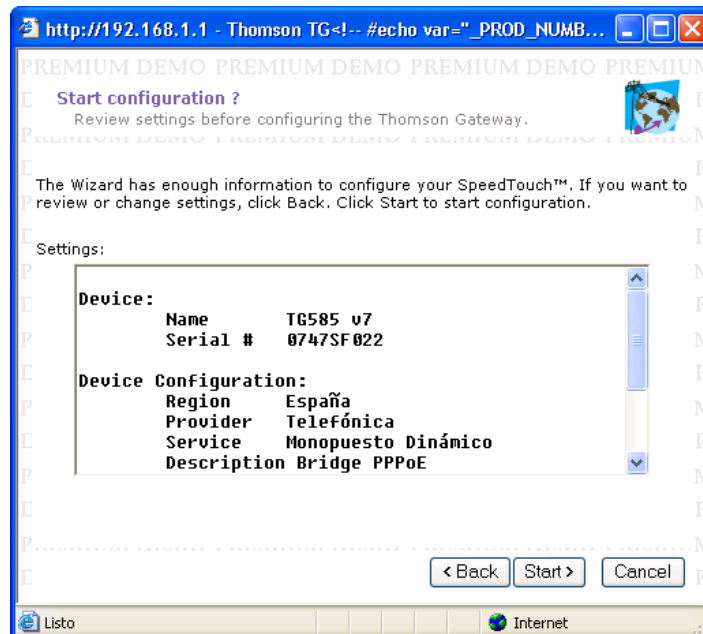 http://192.168.1.1 - Thomson TG<!-- #echo var="_PROD_NUMB...
PREMIUM DEMO PREMIUM DEMO PREMIUM DEMO PREMIUM
Start configuration ?
Review settings before configuring the Thomson Gateway.
The Wizard has enough information to configure your SpeedTouch™. If you want to
review or change settings, click Back. Click Start to start configuration.
Settings:
Device:
Name TG585 v7
Serial # 0747SF022
Device Configuration:
Region España
Provider Telefónica
Service Monopuesto Dinámico
Description Bridge PPPoE
< Back Start > Cancel
Listo Internet